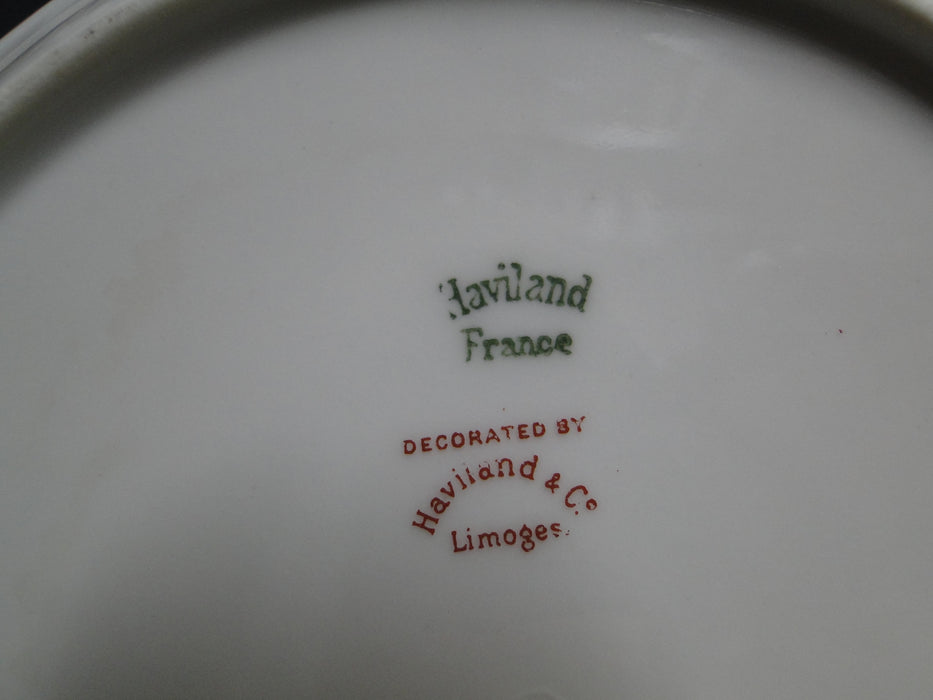 Haviland
France
DECORATED BY
Haviland & Co
Limoges.